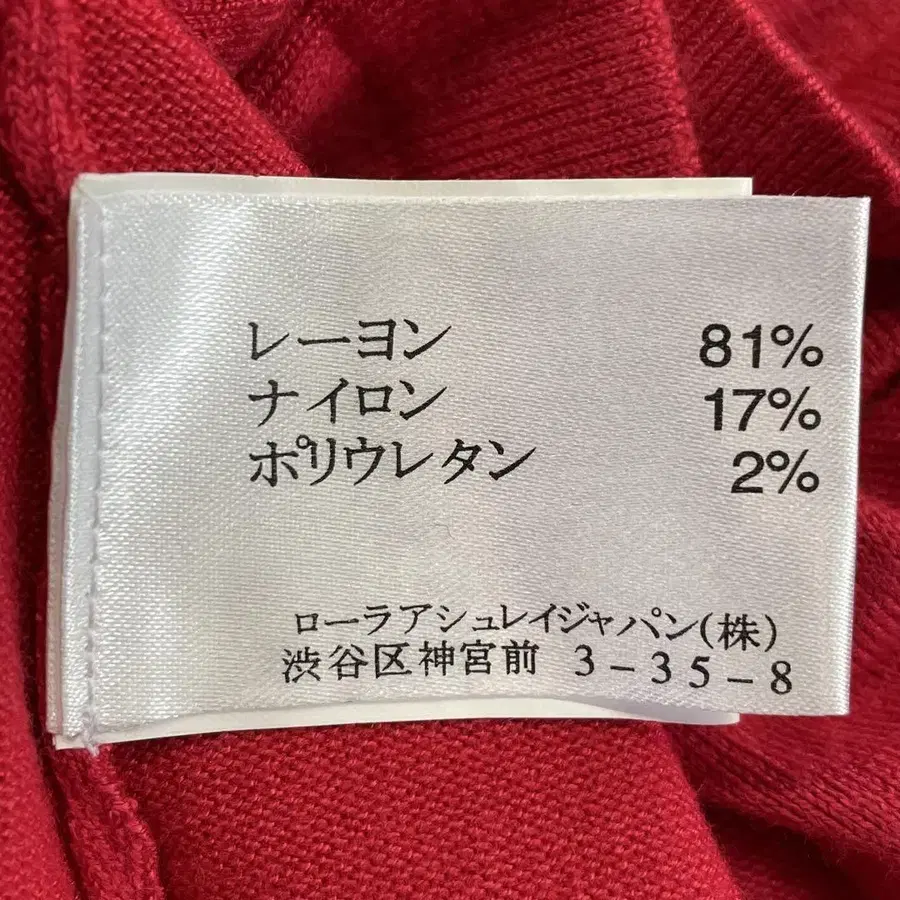 レーヨン 81%
ナイロン 17%
ポリウレタン 2%
ローラアシュレイジャパン(株)
渋谷区神宮前 3-35-8